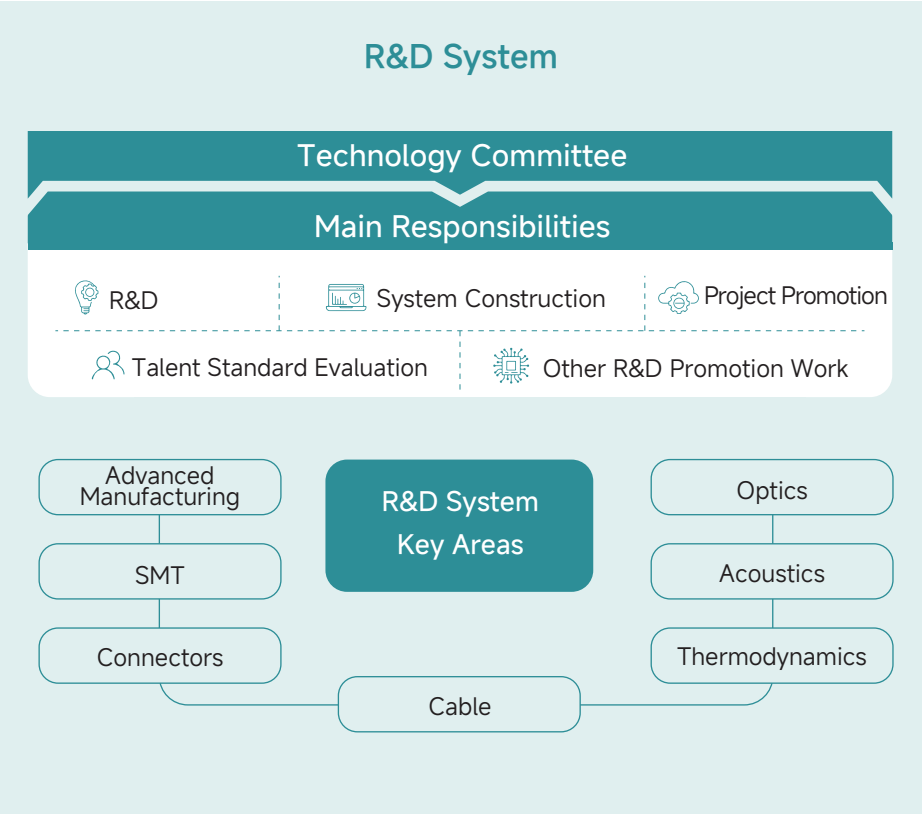 R&D System
Technology Committee
Main Responsibilities
R&D
System Construction
Project Promotion
Talent Standard Evaluation
Other R&D Promotion Work
Advanced
Manufacturing
SMT
Connectors
R&D System
Key Areas
Optics
Acoustics
Thermodynamics
Cable